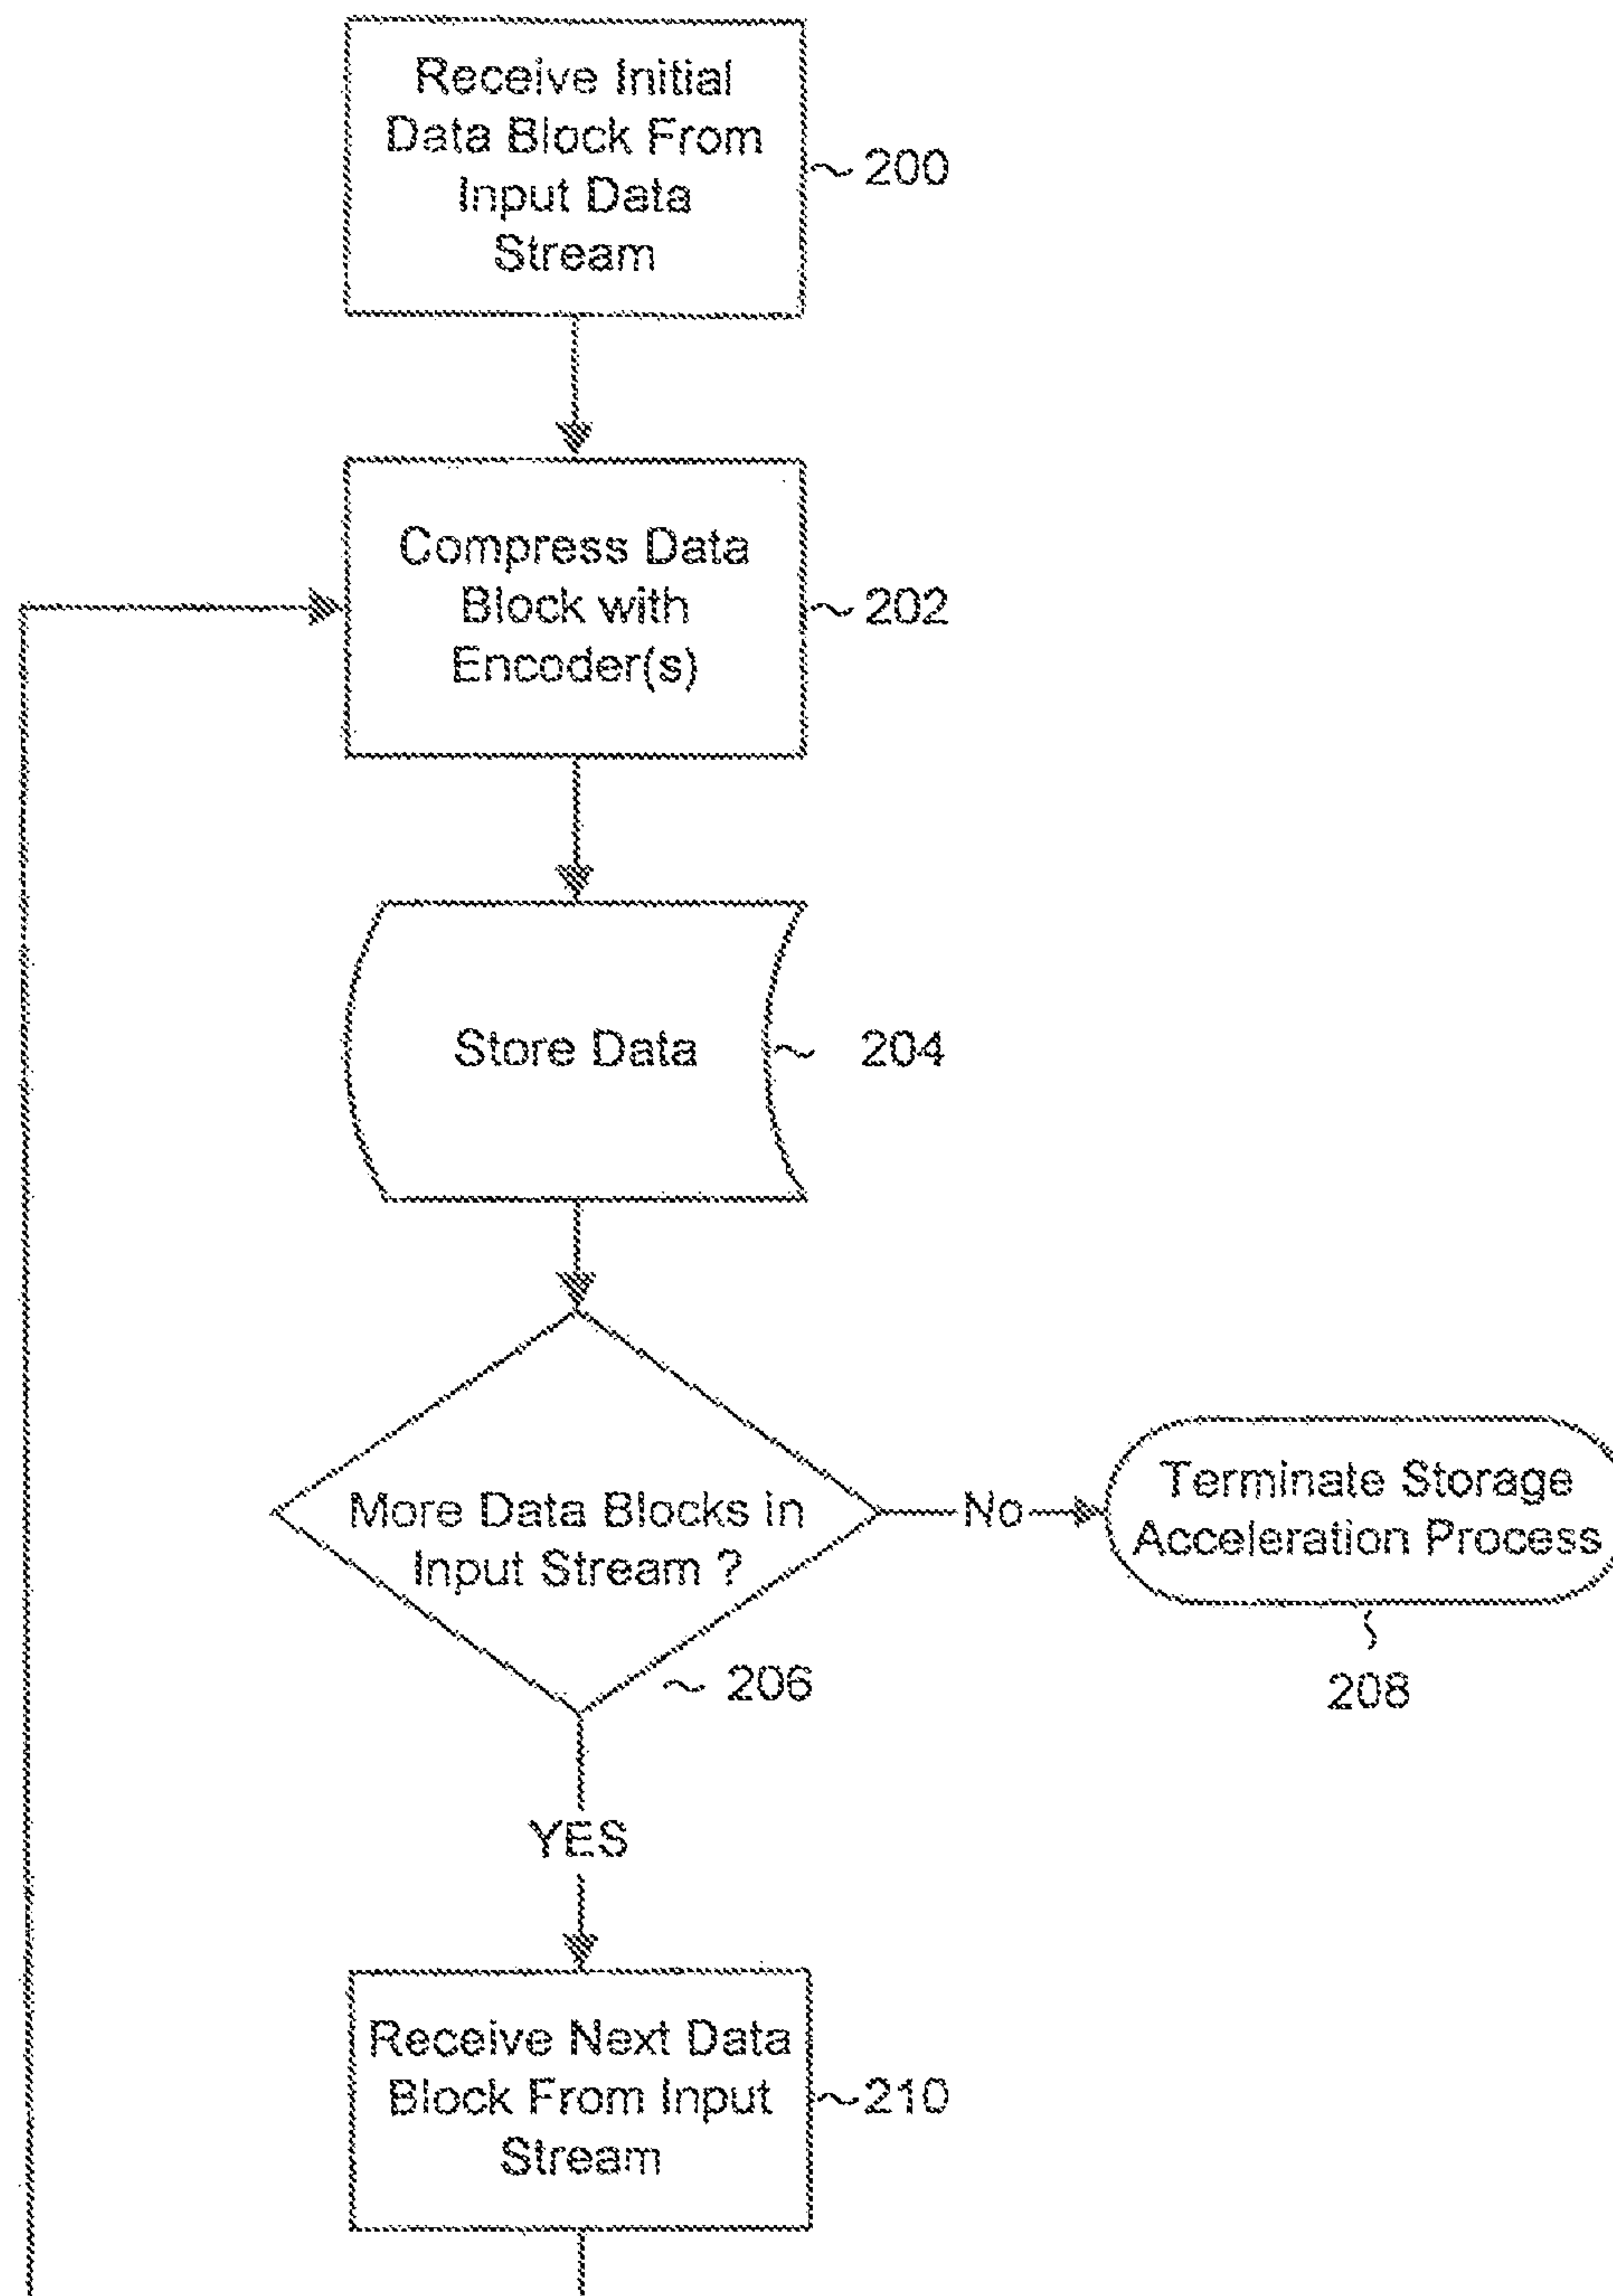 Receive Initial
Data Block From
Input Data
Stream
200
Compress Data
Block with
Encoder(s)
202
Store Data
204
More Data Blocks in
Input Stream ?
206
No
Terminate Storage
Acceleration Process
208
YES
Receive Next Data
Block From Input
Stream
210